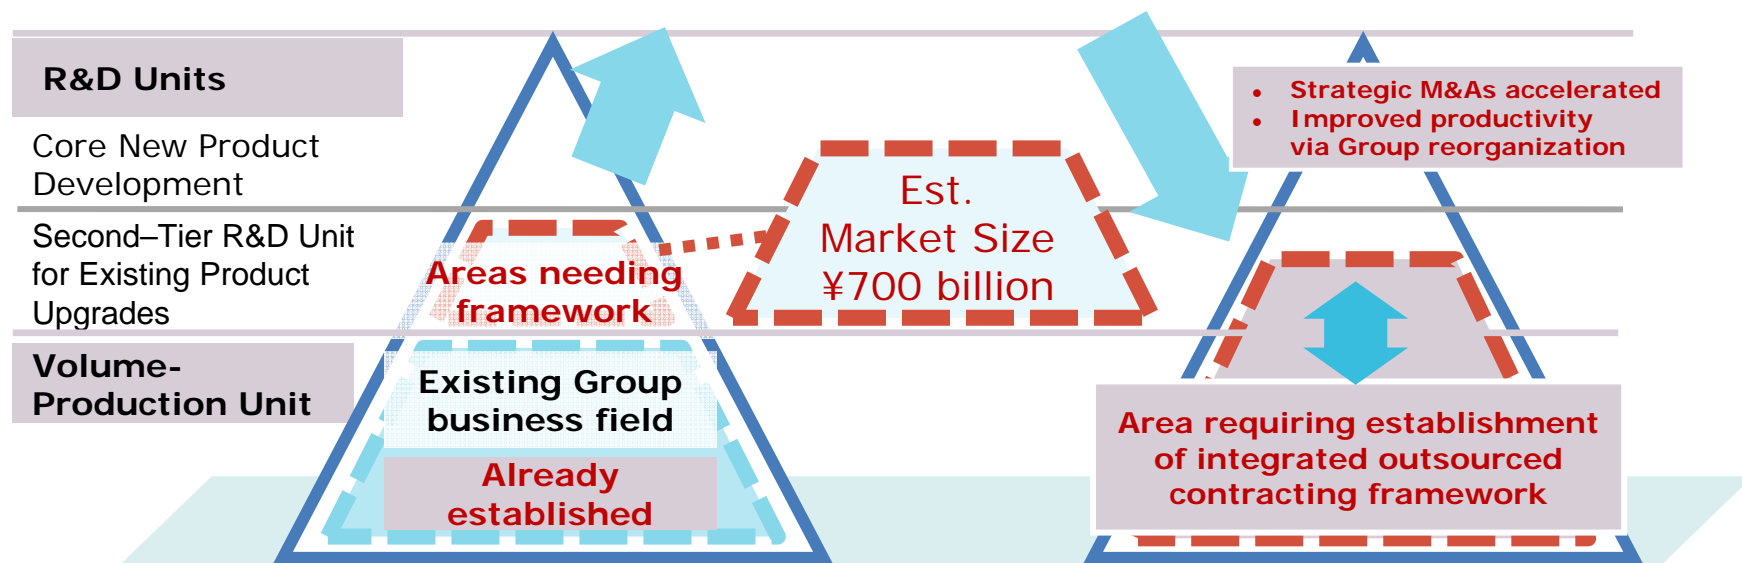 R&D Units
Core New Product
Development
Second–Tier R&D Unit
for Existing Product
Upgrades
Volume-
Production Unit
Areas needing
framework
Existing Group
business field
Already
established
Est.
Market Size
¥700 billion
• Strategic M&As accelerated
• Improved productivity
via Group reorganization
Area requiring establishment
of integrated outsourced
contracting framework